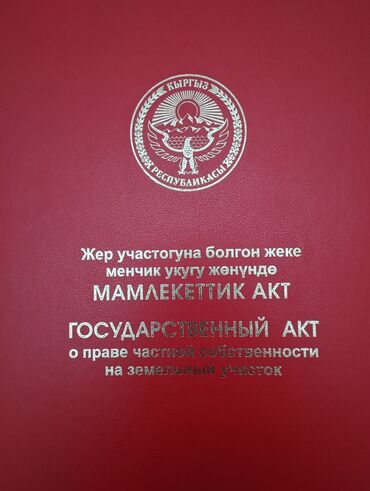 КЫРГЫЗ
РЕСПУБЛИКАСЫ
Жер участогуна болгон жеке
менчик укугу жөнүндө
МАМЛЕКЕТТИК АКТ
ГОСУДАРСТВЕННЫЙ АКТ
о праве частной собственности
на земельный участок